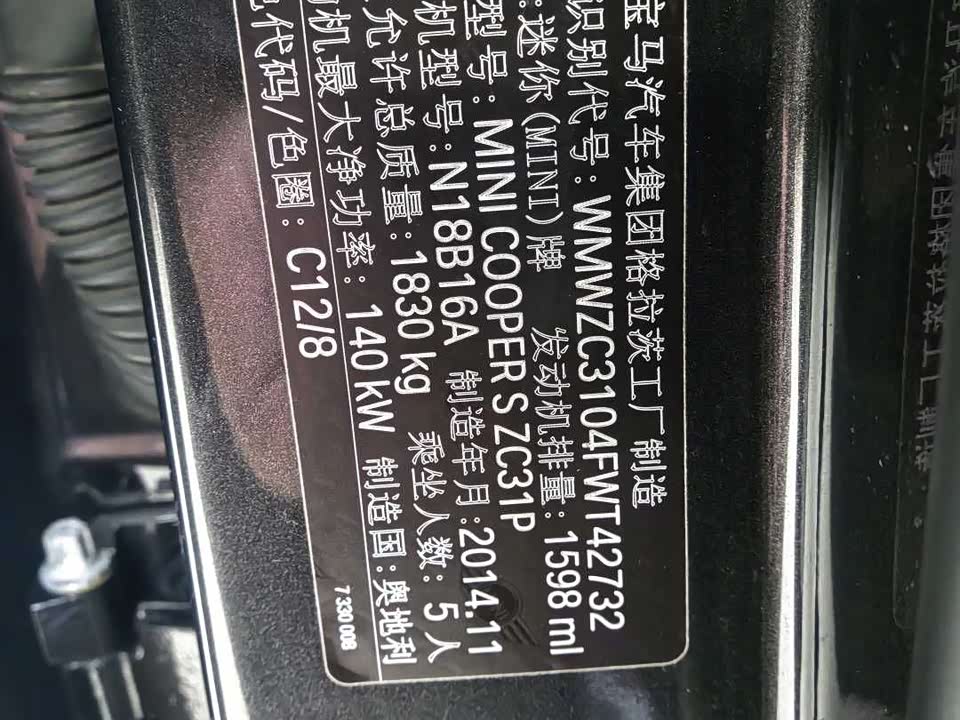 宝马汽车集团格拉茨工厂制造
识别代号:WMWZC3104FWT42732
:迷你(MINI)牌 发动机排量:1598 ml
型号:MINI COOPER S ZC31P
机型号:N18B16A 制造年月:2014.11
允许总质量:1830 kg 乘坐人数:5人
机最大净功率:140 kW 制造国:奥地利
代码/色圈:C12/8
7 330 008